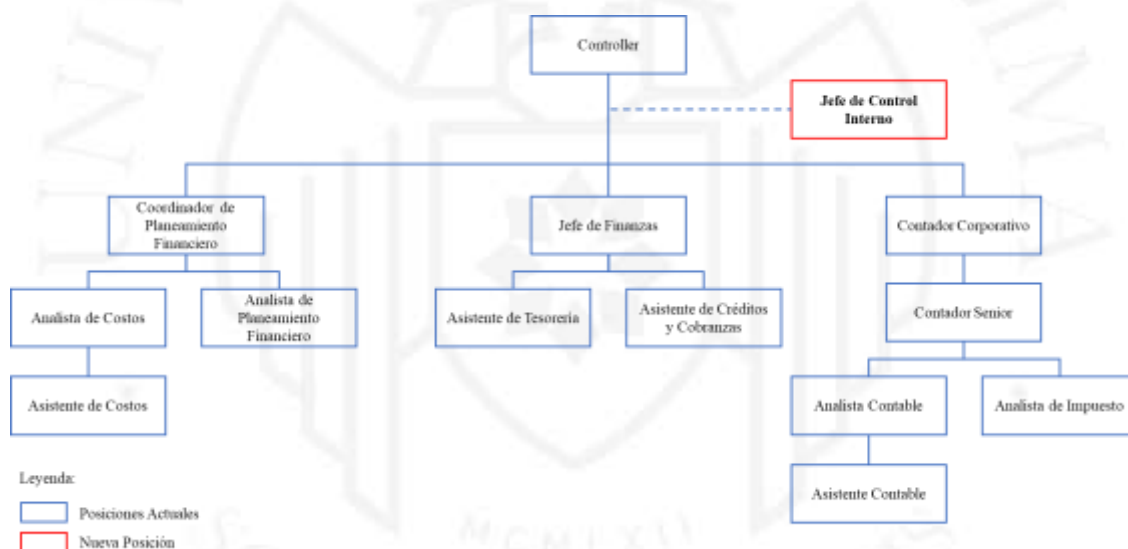 Controller
Jefe de Control
Interno
Coordinador de
Planeamiento
Financiero
Jefe de Finanzas
Contador Corporativo
Analista de Costos
Analista de
Planeamiento
Financiero
Asistente de Tesorería
Asistente de Créditos
y Cobranzas
Contador Senior
Asistente de Costos
Analista Contable
Analista de Impuesto
Asistente Contable
Leyenda:
Posiciones Actuales
Nueva Posición
MCMLXII